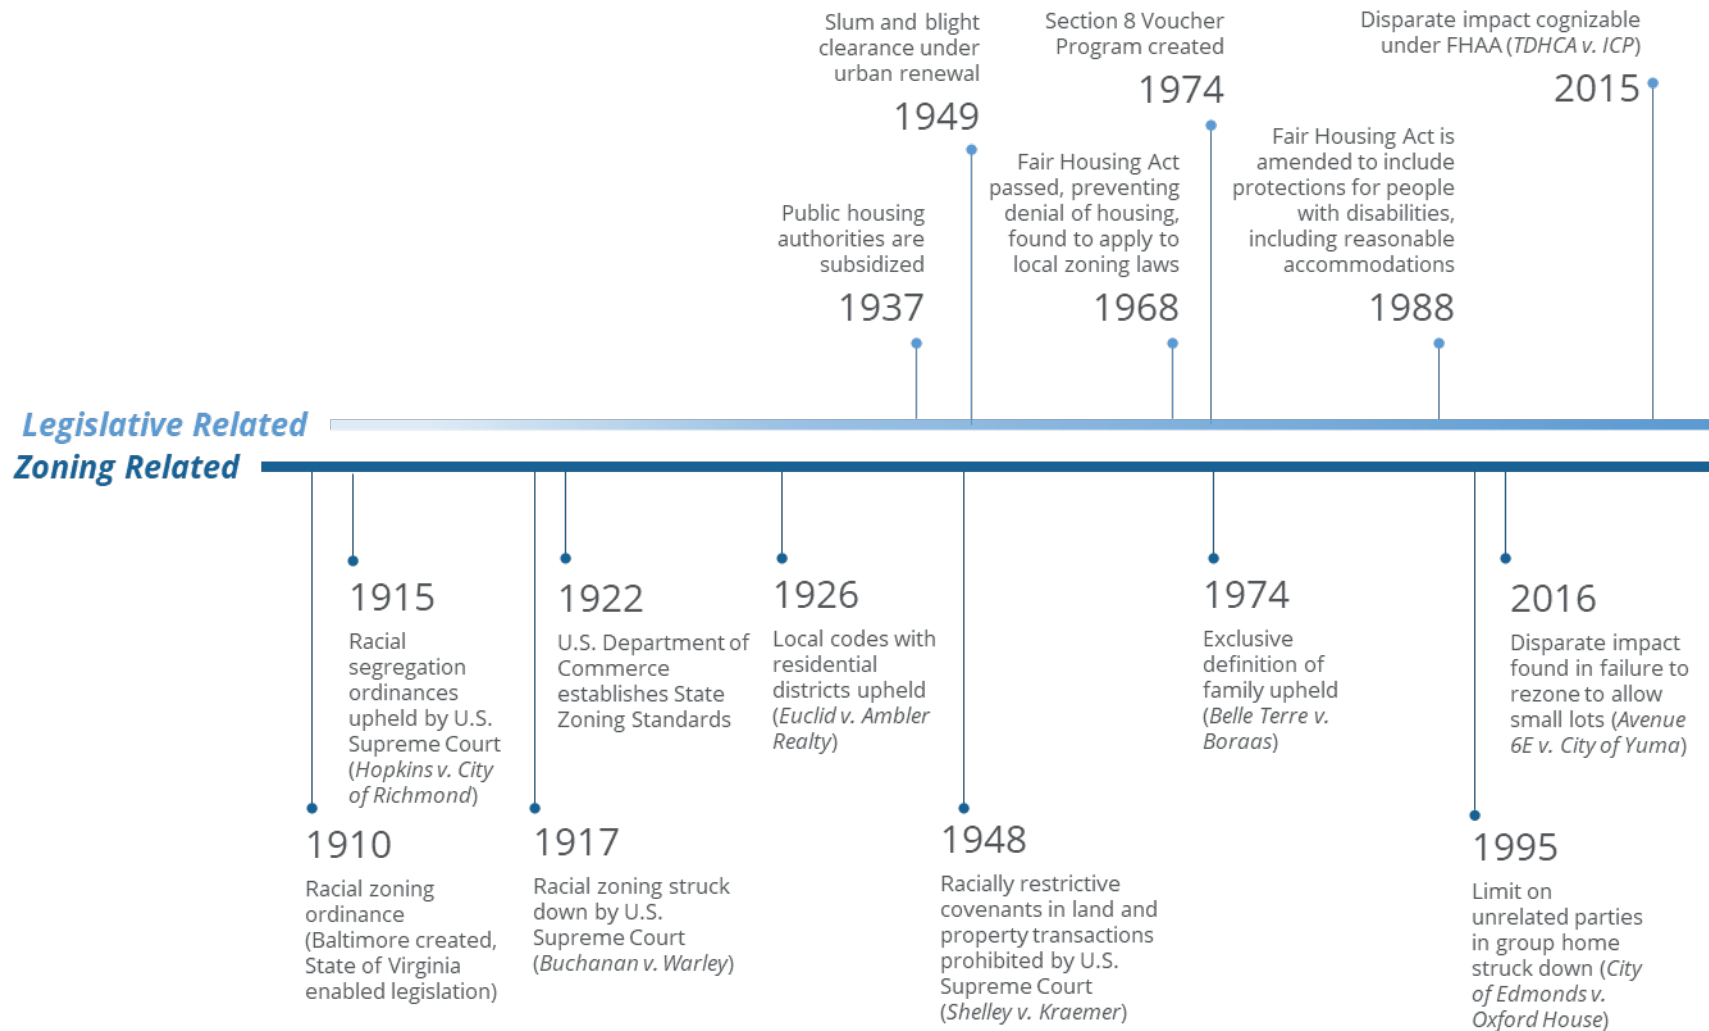 Slum and blight
clearance under
urban renewal
1949
Section 8 Voucher
Program created
1974
Disparate impact cognizable
under FHAA (TDHCA v. ICP)
2015
Public housing
authorities are
subsidized
1937
Fair Housing Act
passed, preventing
denial of housing,
found to apply to
local zoning laws
1968
Fair Housing Act is
amended to include
protections for people
with disabilities,
including reasonable
accommodations
1988
Legislative Related
Zoning Related
1915
Racial
segregation
ordinances
upheld by U.S.
Supreme Court
(Hopkins v. City
of Richmond)
1922
U.S. Department of
Commerce
establishes State
Zoning Standards
1926
Local codes with
residential
districts upheld
(Euclid v. Ambler
Realty)
1974
Exclusive
definition of
family upheld
(Belle Terre v.
Boraas)
2016
Disparate impact
found in failure to
rezone to allow
small lots (Avenue
6E v. City of Yuma)
1910
Racial zoning
ordinance
(Baltimore created,
State of Virginia
enabled legislation)
1917
Racial zoning struck
down by U.S.
Supreme Court
(Buchanan v. Warley)
1948
Racially restrictive
covenants in land and
property transactions
prohibited by U.S.
Supreme Court
(Shelley v. Kraemer)
1995
Limit on
unrelated parties
in group home
struck down (City
of Edmonds v.
Oxford House)